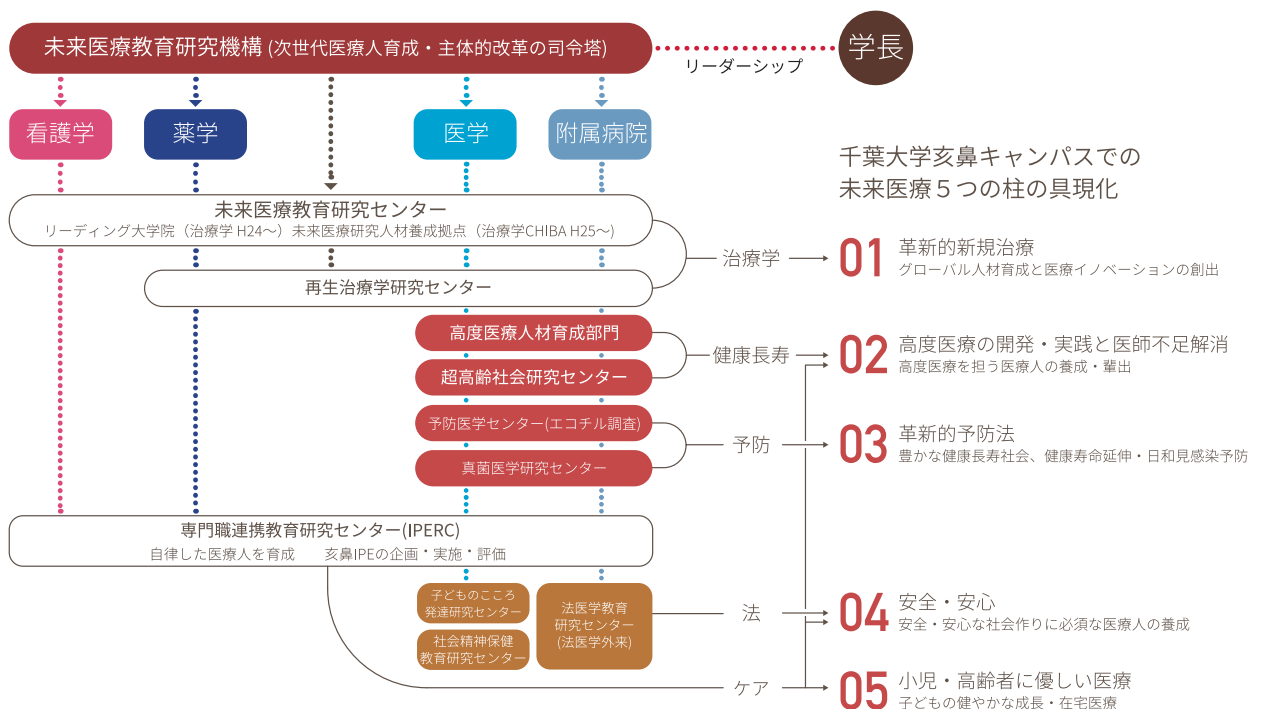 未来医療教育研究機構 (次世代医療人育成・主体的改革の司令塔)
リーダーシップ
学長
看護学
薬学
医学
附属病院
千葉大学亥鼻キャンパスでの
未来医療５つの柱の具現化
未来医療教育研究センター
リーディング大学院（治療学 H24〜）未来医療研究人材養成拠点（治療学CHIBA H25〜)
再生治療学研究センター
治療学
01
革新的新規治療
グローバル人材育成と医療イノベーションの創出
高度医療人材育成部門
超高齢社会研究センター
健康長寿
02
高度医療の開発・実践と医師不足解消
高度医療を担う医療人の養成・輩出
予防医学センター(エコチル調査)
真菌医学研究センター
予防
03
革新的予防法
豊かな健康長寿社会、健康寿命延伸・日和見感染予防
専門職連携教育研究センター(IPERC)
自律した医療人を育成　亥鼻IPEの企画・実施・評価
子どものこころ
発達研究センター
社会精神保健
教育研究センター
法医学教育
研究センター
(法医学外来)
法
04
安全・安心
安全・安心な社会作りに必須な医療人の養成
ケア
05
小児・高齢者に優しい医療
子どもの健やかな成長・在宅医療